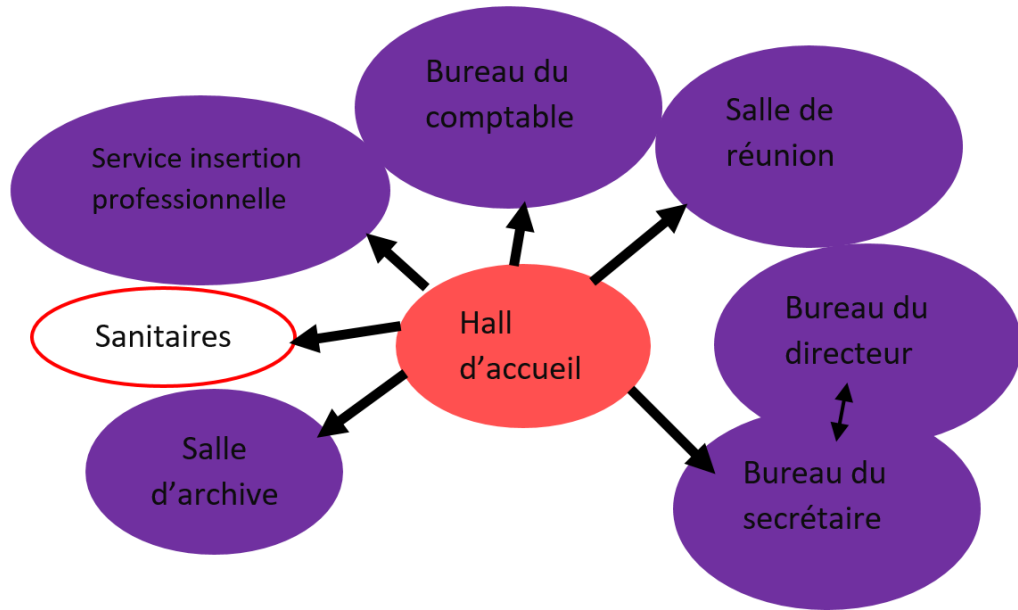 Bureau du
comptable
Salle de
réunion
Service insertion
professionnelle
Bureau du
directeur
Hall
d’accueil
Sanitaires
Salle
d’archive
Bureau du
secrétaire